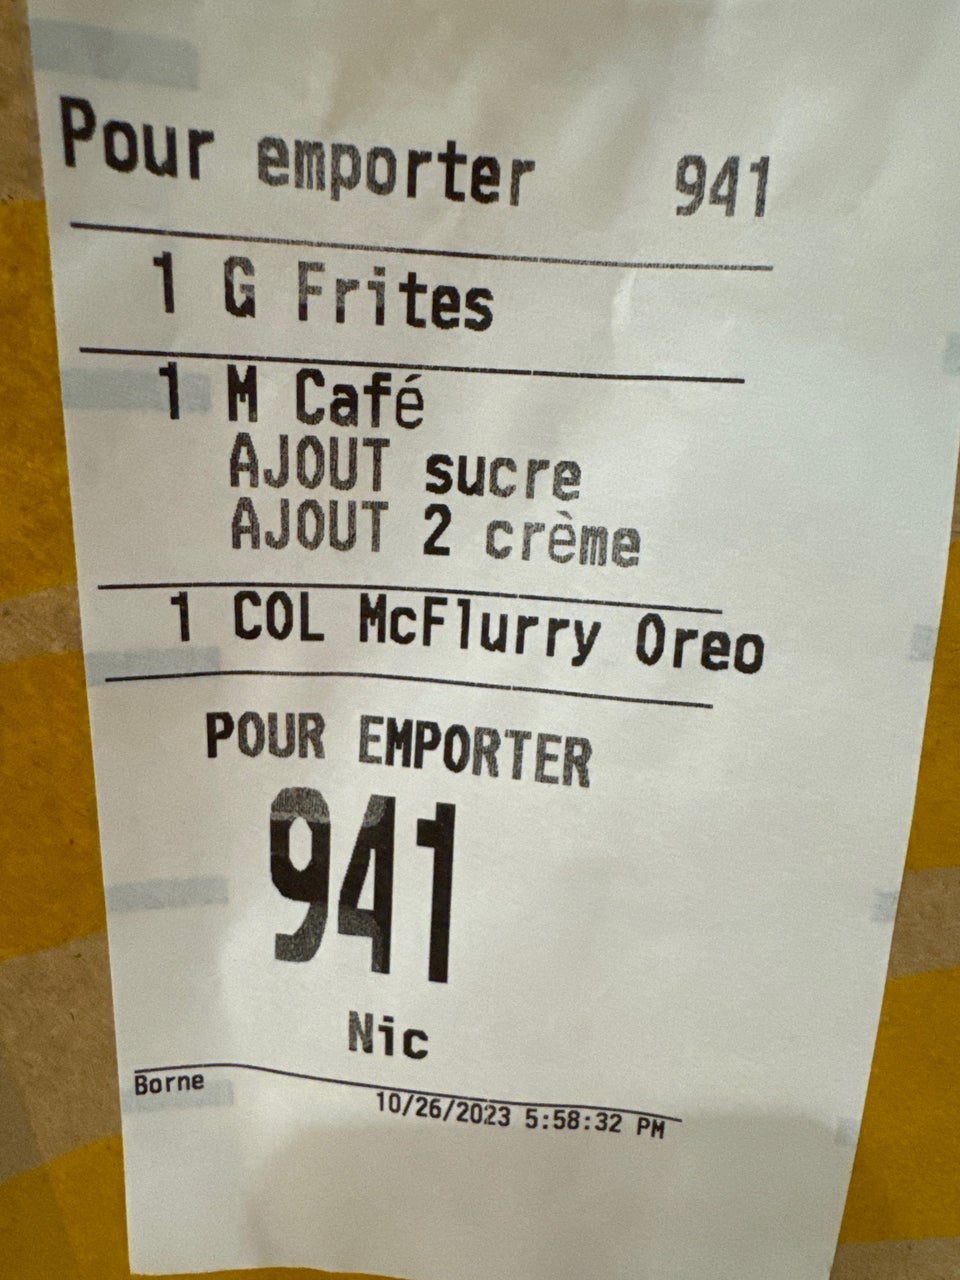 Pour emporter 941
1 G Frites
1 M Café
AJOUT sucre
AJOUT 2 crème
1 COL McFlurry Oreo
POUR EMPORTER
941
Nic
Borne
10/26/2023 5:58:32 PM